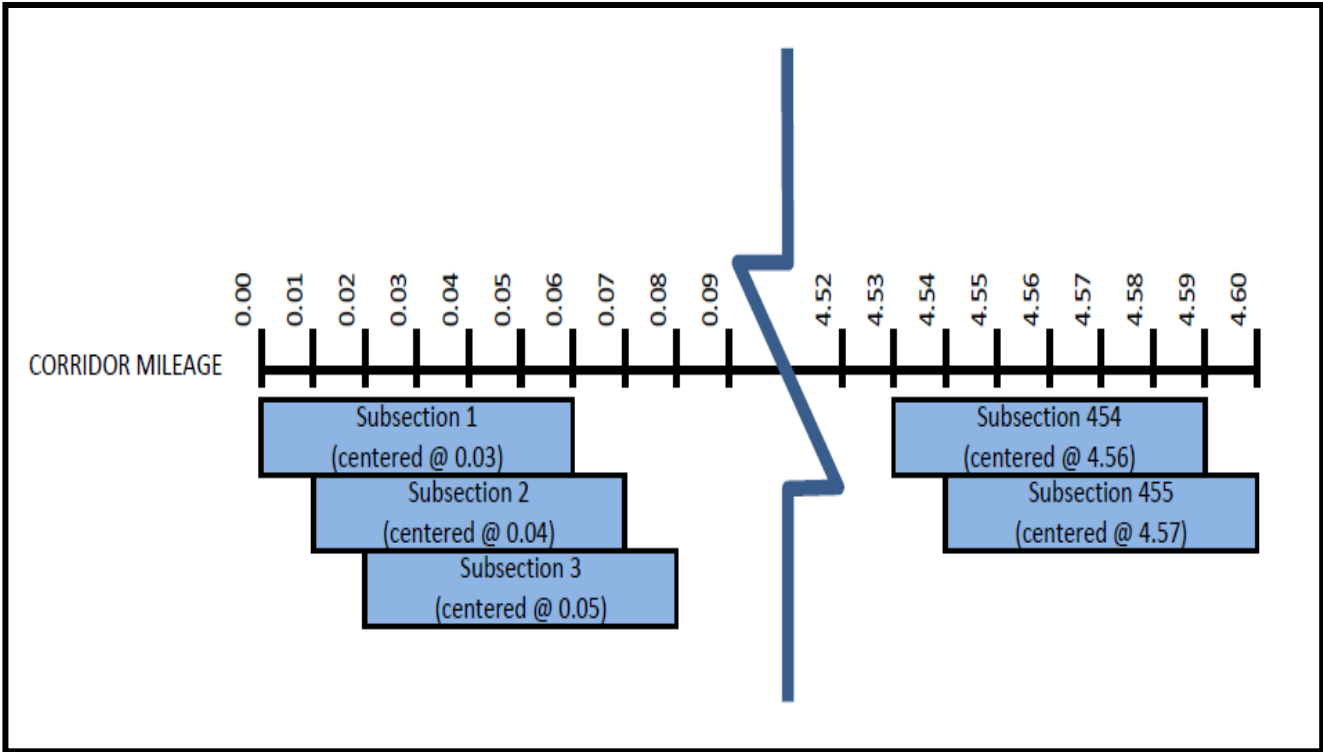 0.00
0.01
0.02
0.03
0.04
0.05
0.06
0.07
0.08
0.09
4.52
4.53
4.54
4.55
4.56
4.57
4.58
4.59
4.60
CORRIDOR MILEAGE
Subsection 1
(centered @ 0.03)
Subsection 2
(centered @ 0.04)
Subsection 3
(centered @ 0.05)
Subsection 454
(centered @ 4.56)
Subsection 455
(centered @ 4.57)